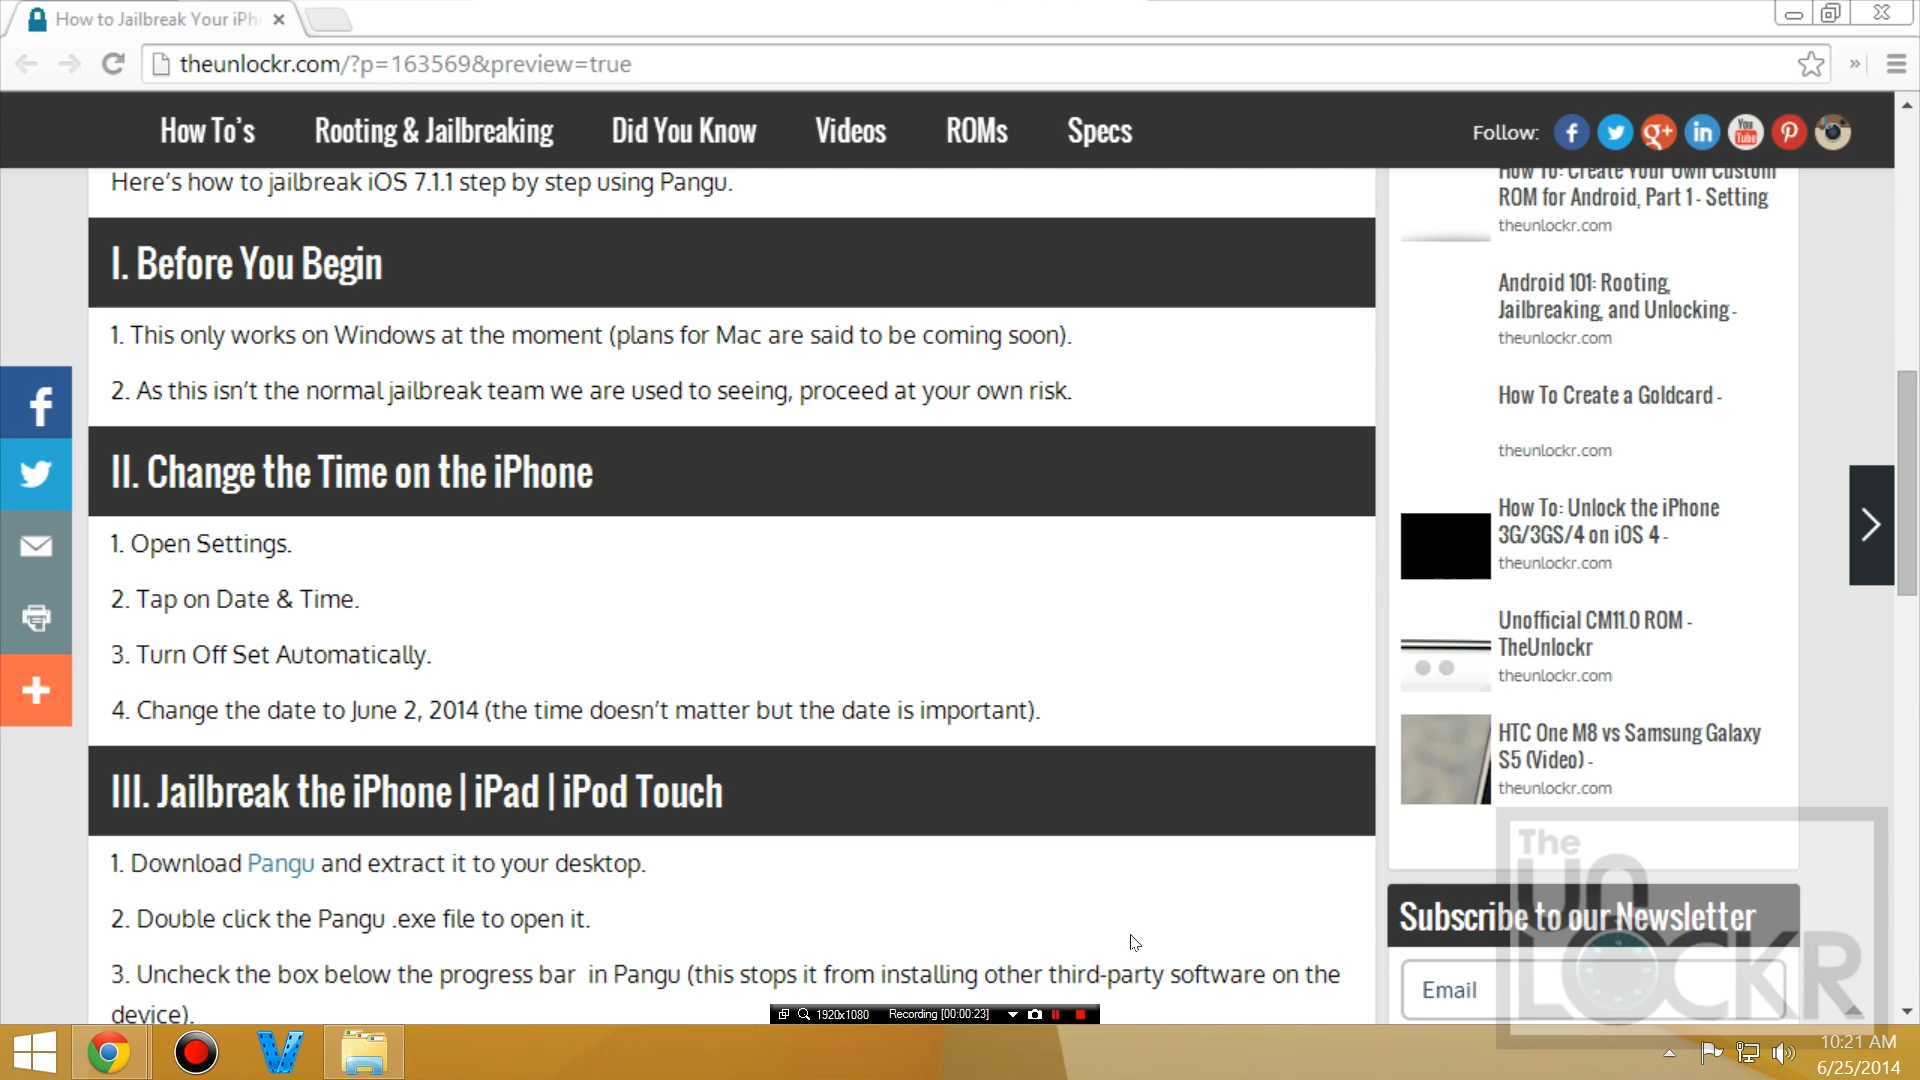 How to Jailbreak Your iPh
theunlockr.com/?p=163569&preview=true
How To's Rooting & Jailbreaking Did You Know Videos ROMs Specs Follow:
Here's how to jailbreak iOS 7.1.1 step by step using Pangu.
I. Before You Begin
1. This only works on Windows at the moment (plans for Mac are said to be coming soon).
2. As this isn't the normal jailbreak team we are used to seeing, proceed at your own risk.
II. Change the Time on the iPhone
1. Open Settings.
2. Tap on Date & Time.
3. Turn Off Set Automatically.
4. Change the date to June 2, 2014 (the time doesn't matter but the date is important).
III. Jailbreak the iPhone | iPad | iPod Touch
1. Download Pangu and extract it to your desktop.
2. Double click the Pangu .exe file to open it.
3. Uncheck the box below the progress bar in Pangu (this stops it from installing other third-party software on the
device).
How To: Create Your Own Custom
ROM for Android, Part 1 - Setting
theunlockr.com
Android 101: Rooting,
Jailbreaking, and Unlocking -
theunlockr.com
How To Create a Goldcard -
theunlockr.com
How To: Unlock the iPhone
3G/3GS/4 on iOS 4 -
theunlockr.com
Unofficial CM11.0 ROM -
TheUnlockr
theunlockr.com
HTC One M8 vs Samsung Galaxy
S5 (Video) -
theunlockr.com
Subscribe to our Newsletter
Email
The
UN
LOCKR
1920x1080 Recording [00:00:23]
10:21 AM
6/25/2014